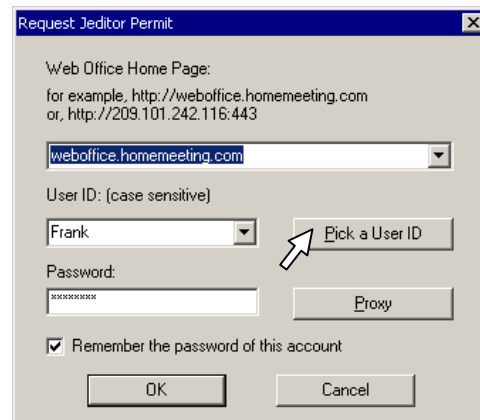 Request Jeditor Permit
Web Office Home Page:
for example, http://weboffice.homemeeting.com
or, http://209.101.242.116:443
weboffice.homemeeting.com
User ID: (case sensitive)
Frank
Pick a User ID
Password:
********
Proxy
Remember the password of this account
OK
Cancel